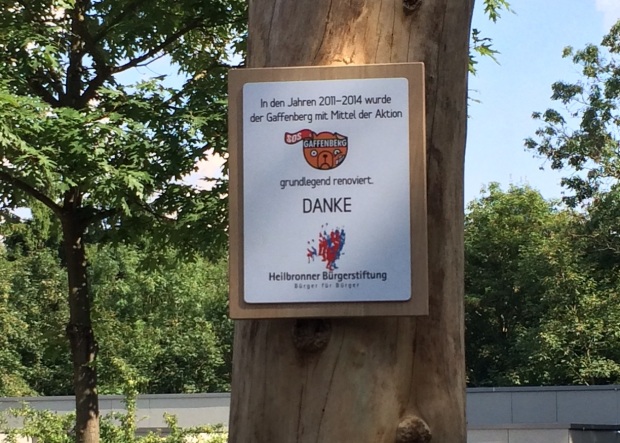 In den Jahren 2011-2014 wurde
der Gaffenberg mit Mittel der Aktion
SOS
GAFFENBERG
grundlegend renoviert.
DANKE
Heilbronner Bürgerstiftung
Bürger für Bürger